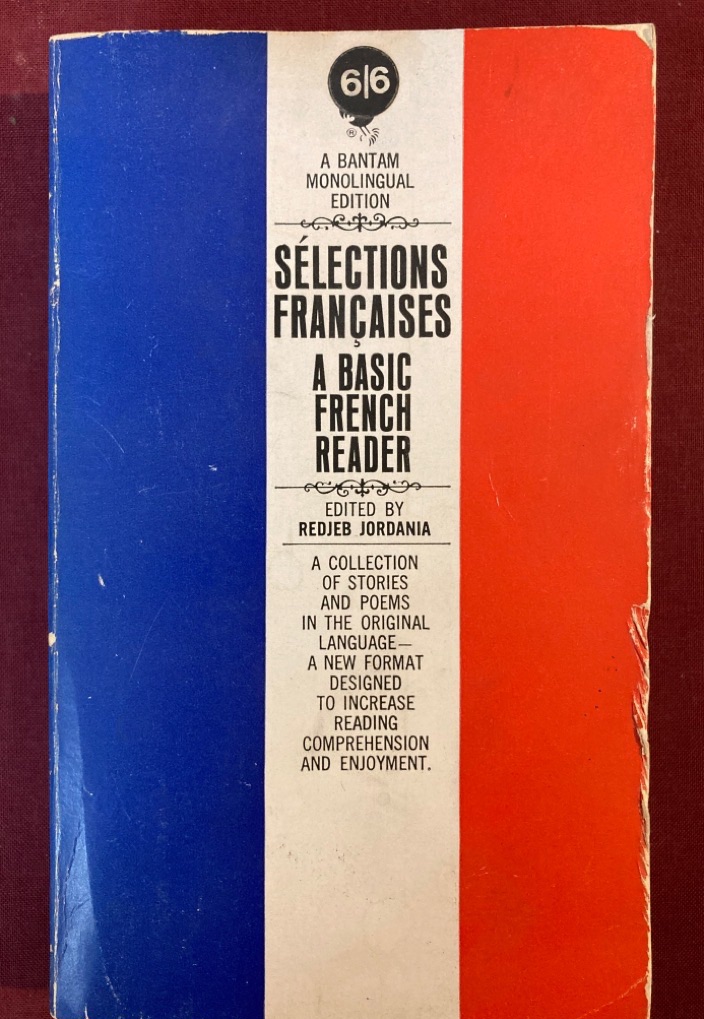 6/6
®
A BANTAM
MONOLINGUAL
EDITION
SÉLECTIONS
FRANÇAISES
A BASIC
FRENCH
READER
EDITED BY
REDJEB JORDANIA
A COLLECTION
OF STORIES
AND POEMS
IN THE ORIGINAL
LANGUAGE—
A NEW FORMAT
DESIGNED
TO INCREASE
READING
COMPREHENSION
AND ENJOYMENT.